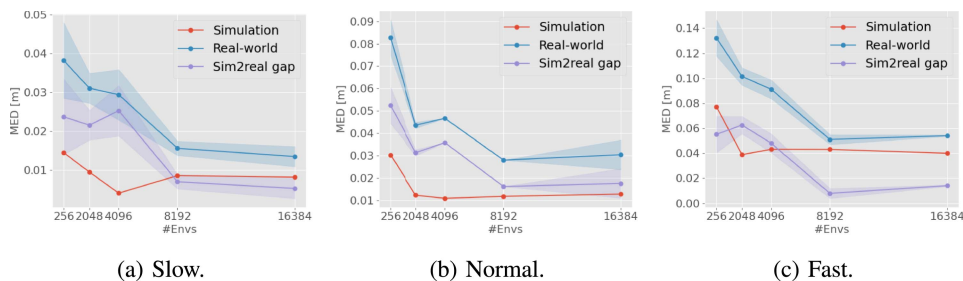 0.05
0.04
0.03
0.02
0.01
MED [m]
256 2048 4096 8192 16384
#Envs
Simulation
Real-world
Sim2real gap
(a) Slow.
0.09
0.08
0.07
0.06
0.05
0.04
0.03
0.02
0.01
MED [m]
256 2048 4096 8192 16384
#Envs
Simulation
Real-world
Sim2real gap
(b) Normal.
0.14
0.12
0.10
0.08
0.06
0.04
0.02
0.00
MED [m]
256 2048 4096 8192 16384
#Envs
Simulation
Real-world
Sim2real gap
(c) Fast.